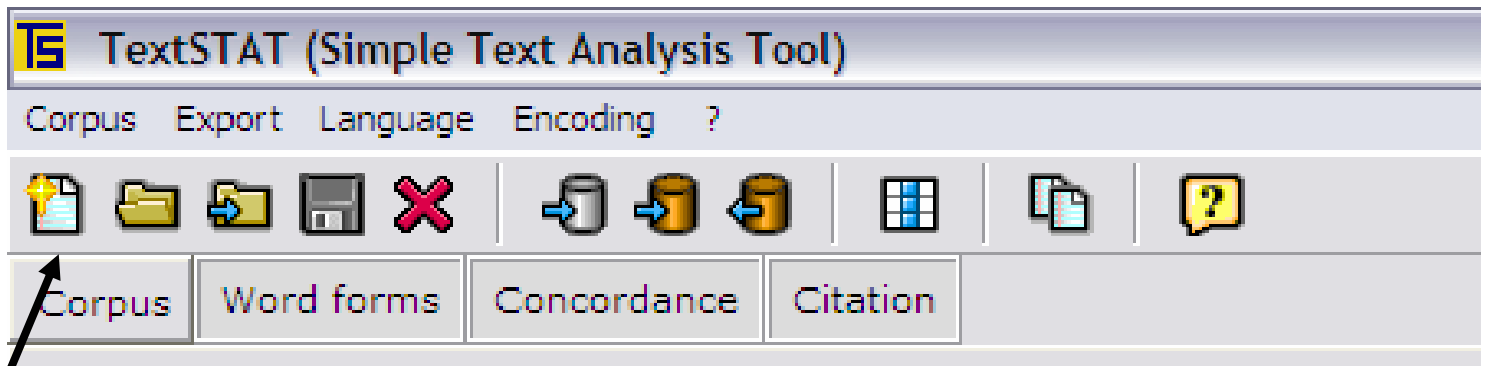 TS TextSTAT (Simple Text Analysis Tool)
Corpus Export Language Encoding ?
?
Corpus Word forms Concordance Citation